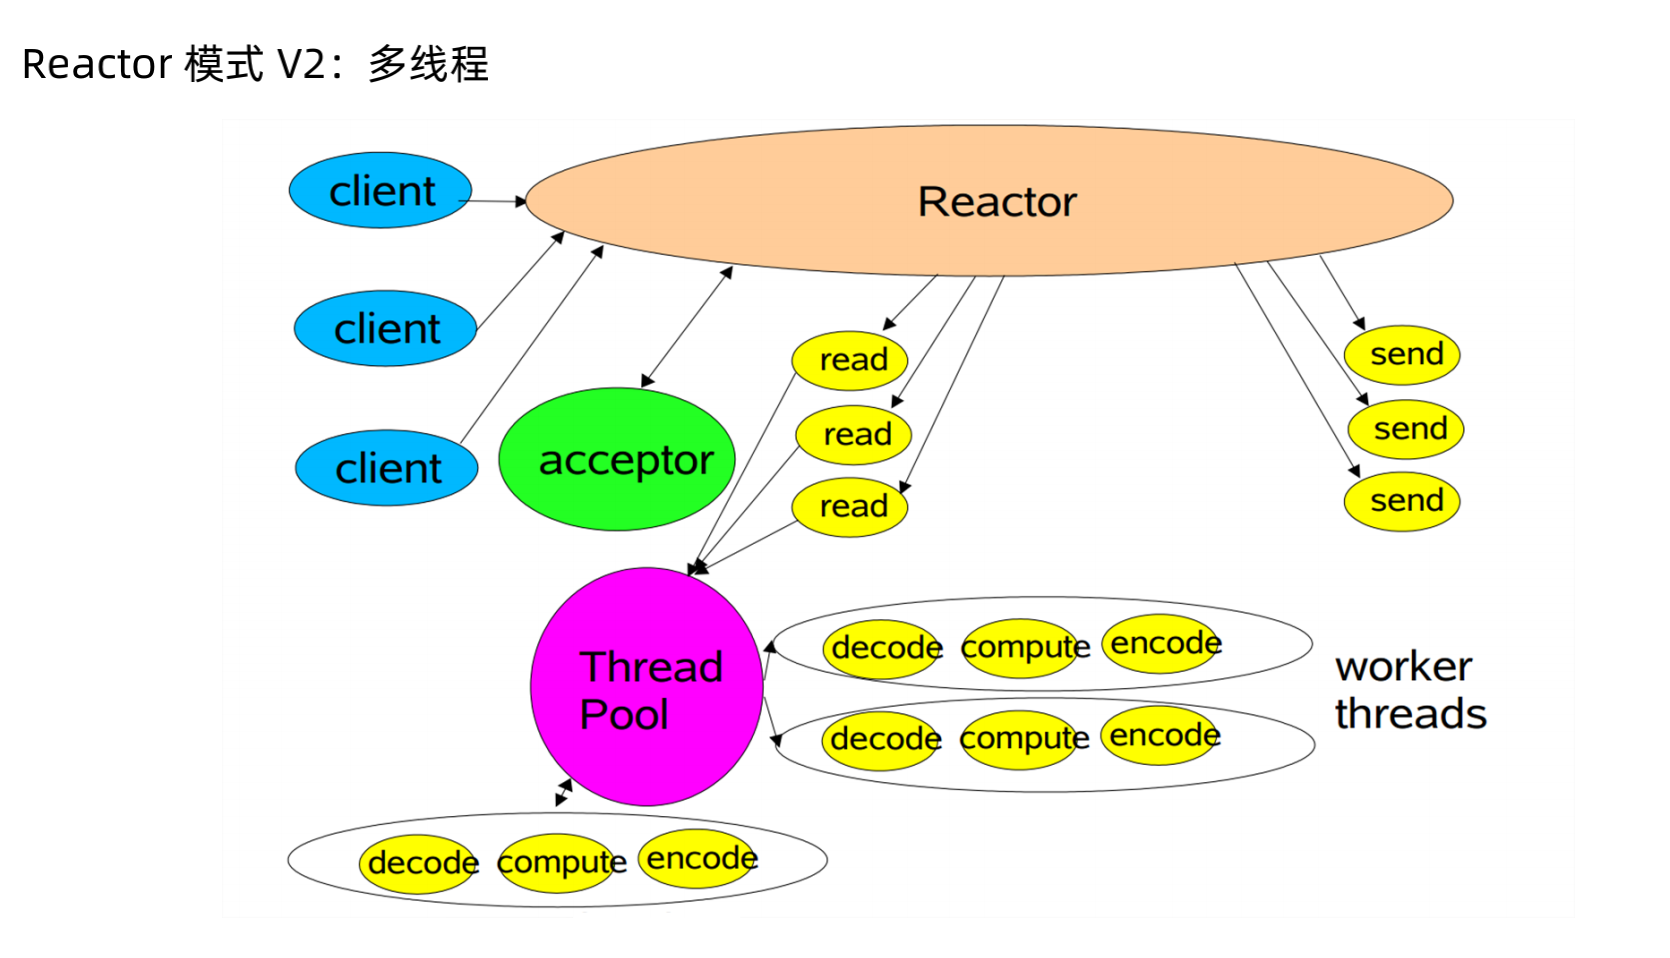 Reactor 模式 V2：多线程
client
Reactor
client
client
acceptor
read
read
read
send
send
send
Thread
Pool
decode compute encode
decode compute encode
worker
threads
decode compute encode